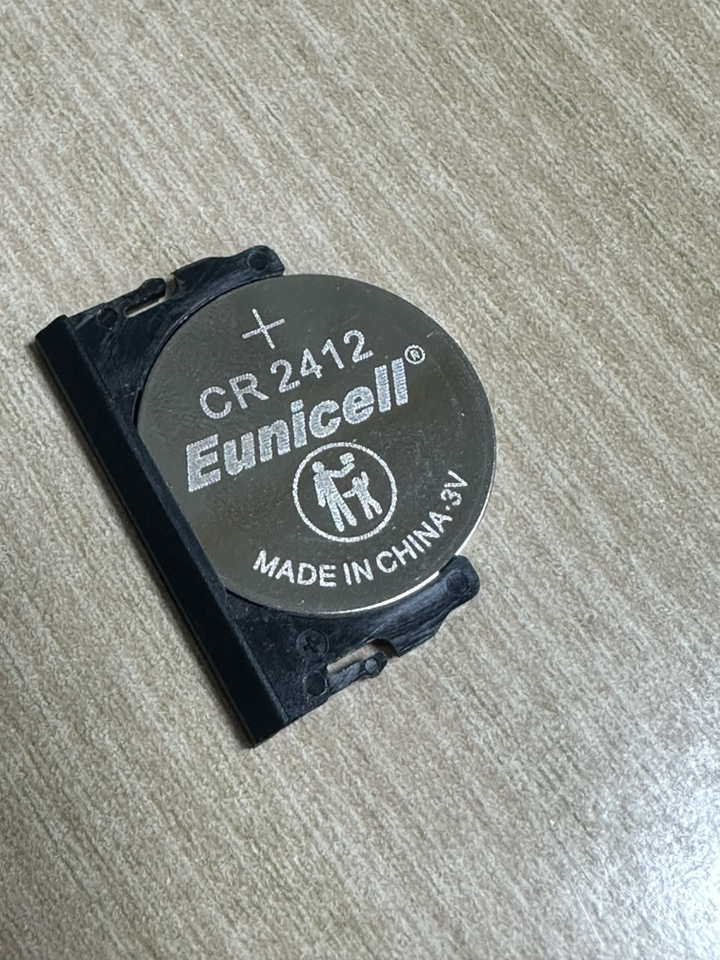 +
CR 2412
Eunicell®
MADE IN CHINA·3V